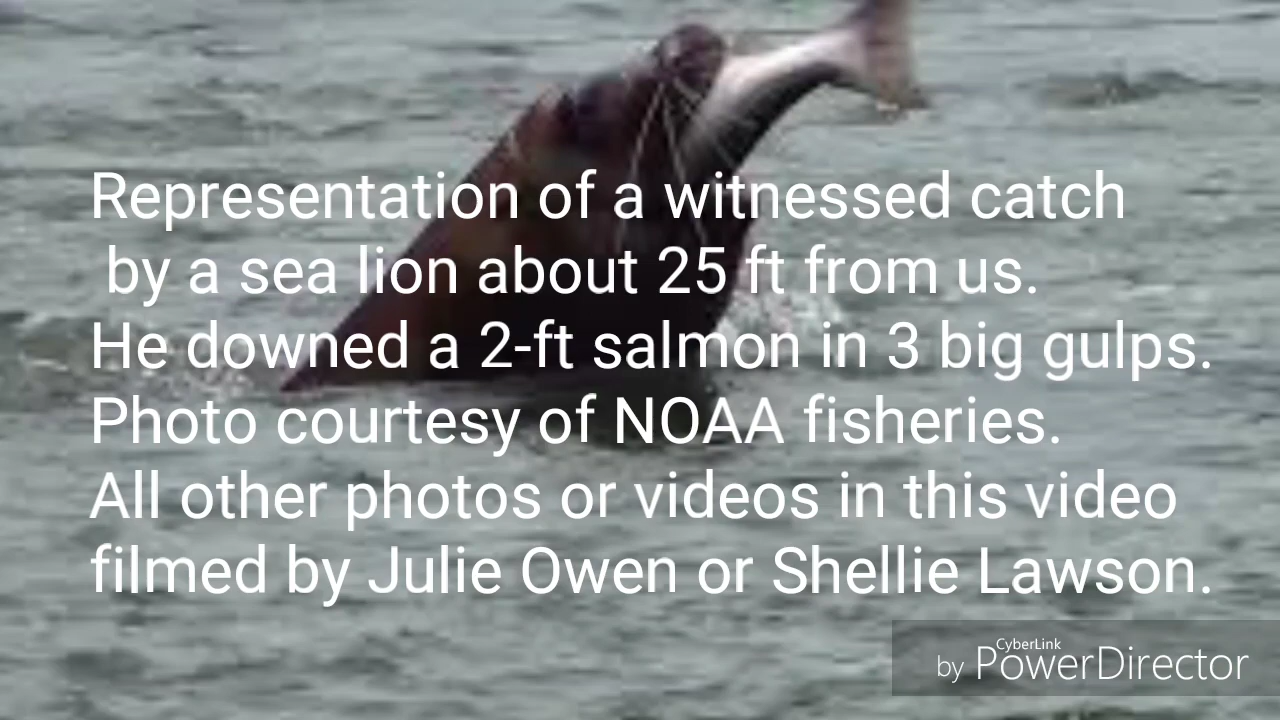 Representation of a witnessed catch
by a sea lion about 25 ft from us.
He downed a 2-ft salmon in 3 big gulps.
Photo courtesy of NOAA fisheries.
All other photos or videos in this video
filmed by Julie Owen or Shellie Lawson.
CyberLink
by PowerDirector